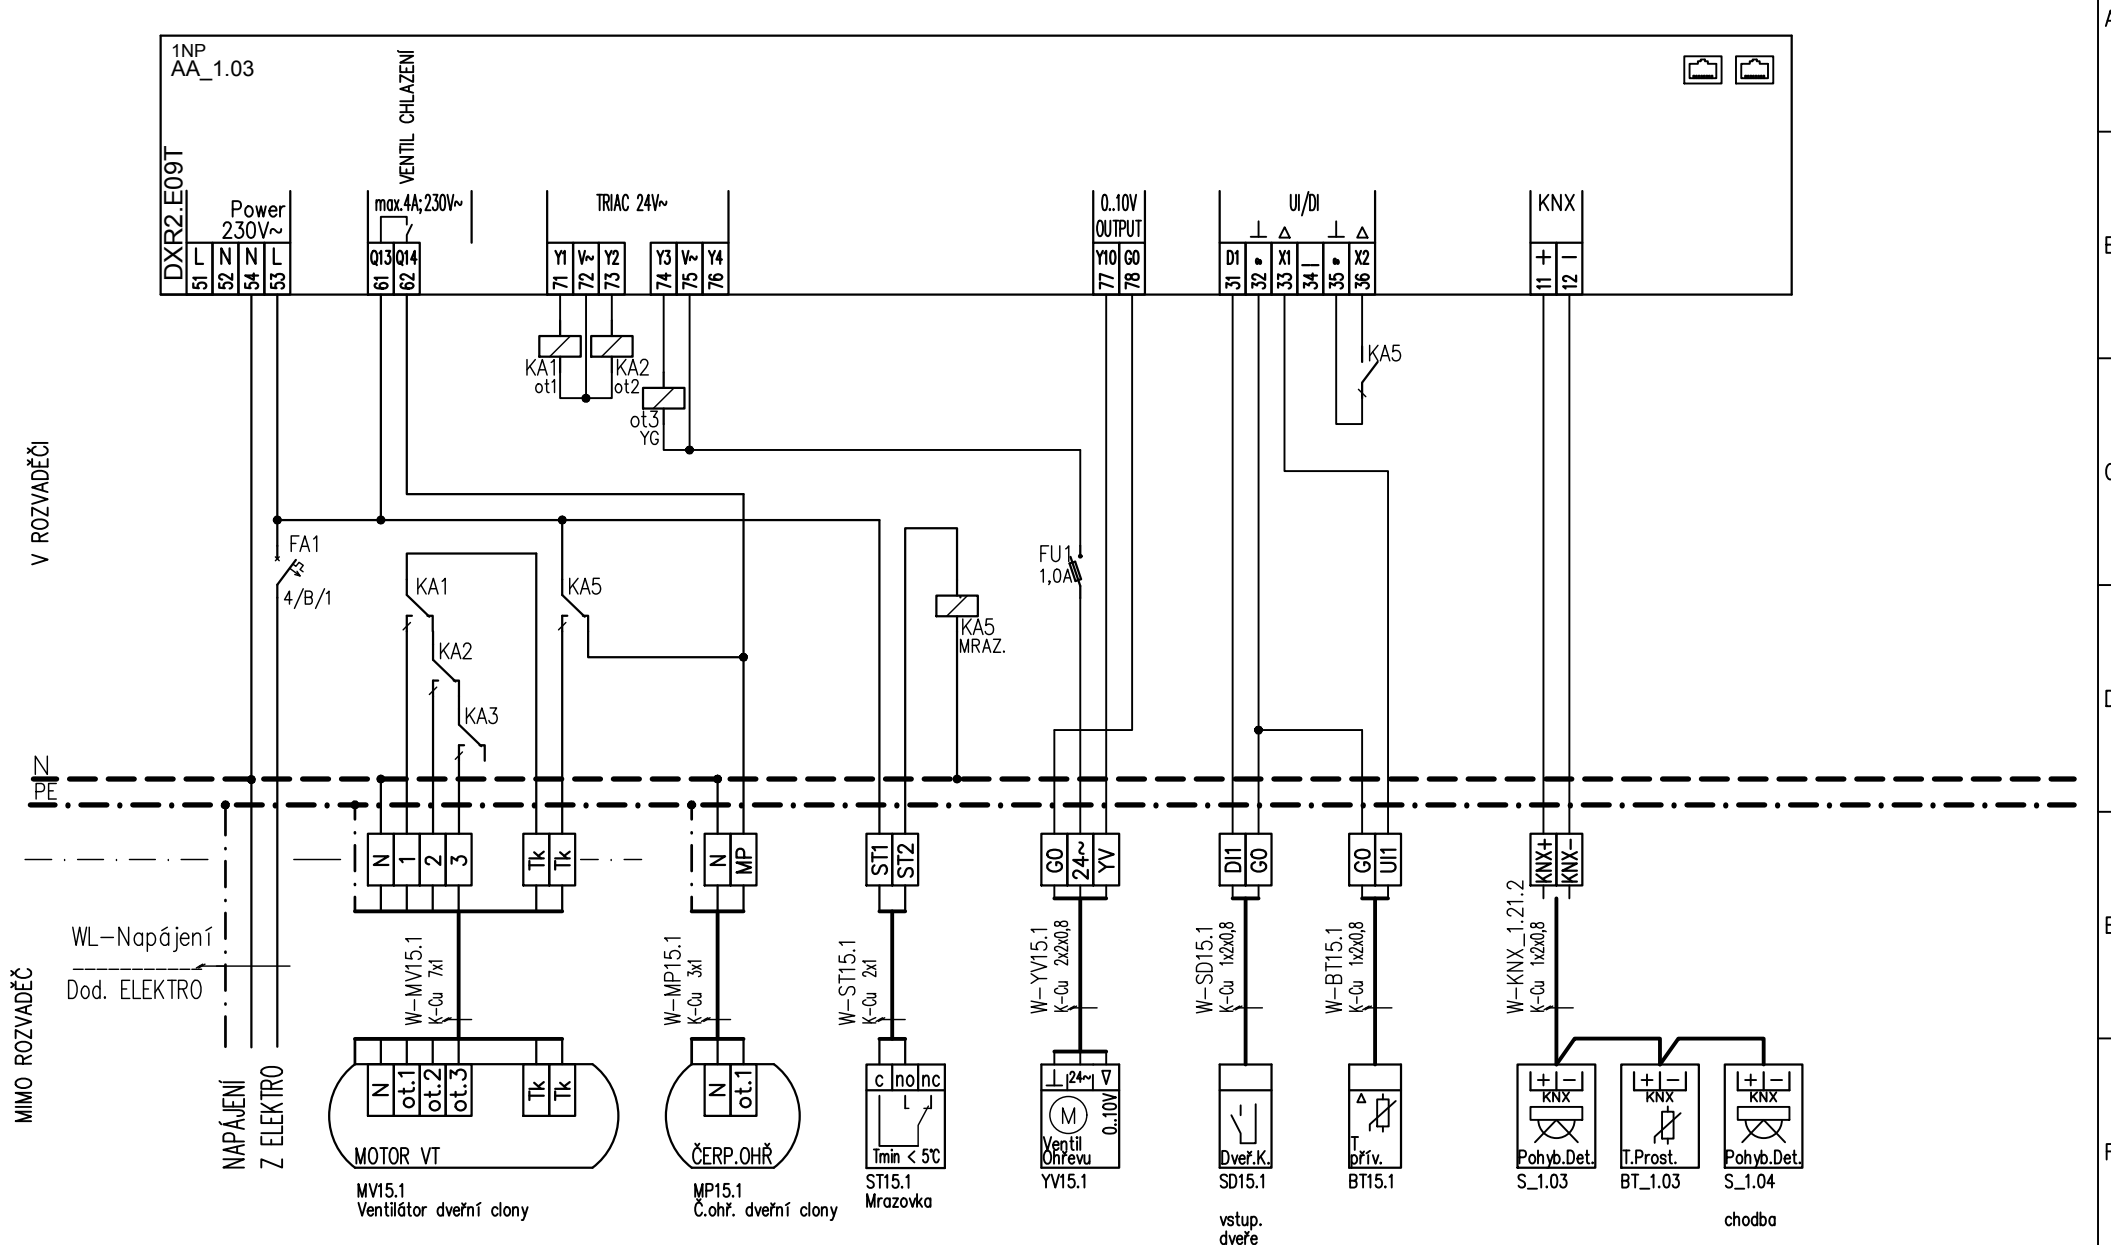 1NP
AA_1.03
VENTIL CHLAZENÍ
DXR2.E09T
Power
230V~
max.4A;230V~
TRIAC 24V~
0..10V
OUTPUT
UI/DI
KNX
L N N L
51 52 54 53
Q13 Q14
61 62
Y1 V~ Y2
71 72 73
Y3 V~ Y4
74 75 76
Y10 G0
77 78
D1 X1 X2
31 32 33 34 35 36
+ −
11 12
KA1
ot1
KA2
ot2
ot3
YG
KA5
V ROZVADĚČI
FA1
4/B/1
KA1
KA2
KA3
KA5
KA5
MRAZ.
FU1
1,0A
N
PE
N 1 2 3 Tk Tk
N MP
ST1 ST2
G0 24~ YV
DI1 G0
G0 UI1
KNX+ KNX-
WL-Napájení
Dod. ELEKTRO
MIMO ROZVADĚČ
NAPÁJENÍ
Z ELEKTRO
W-MV15.1
K-Cu 7x1
W-MP15.1
K-Cu 3x1
W-ST15.1
K-Cu 2x1
W-YV15.1
K-Cu 2x2x0,8
W-SD15.1
K-Cu 1x2x0,8
W-BT15.1
K-Cu 1x2x0,8
W-KNX_1.21.2
K-Cu 1x2x0,8
N ot.1 ot.2 ot.3 Tk Tk
MOTOR VT
MV15.1
Ventilátor dveřní clony
N ot.1
ČERP.OHŘ
MP15.1
Č.ohř. dveřní clony
c no nc
Tmin < 5°C
ST15.1
Mrazovka
24~
M
0..10V
Ventil
Ohřevu
YV15.1
Dveř.K.
SD15.1
vstup.
dveře
T
přív.
BT15.1
+ −
KNX
Pohyb.Det.
S_1.03
+ −
KNX
T.Prost.
BT_1.03
+ −
KNX
Pohyb.Det.
S_1.04
chodba